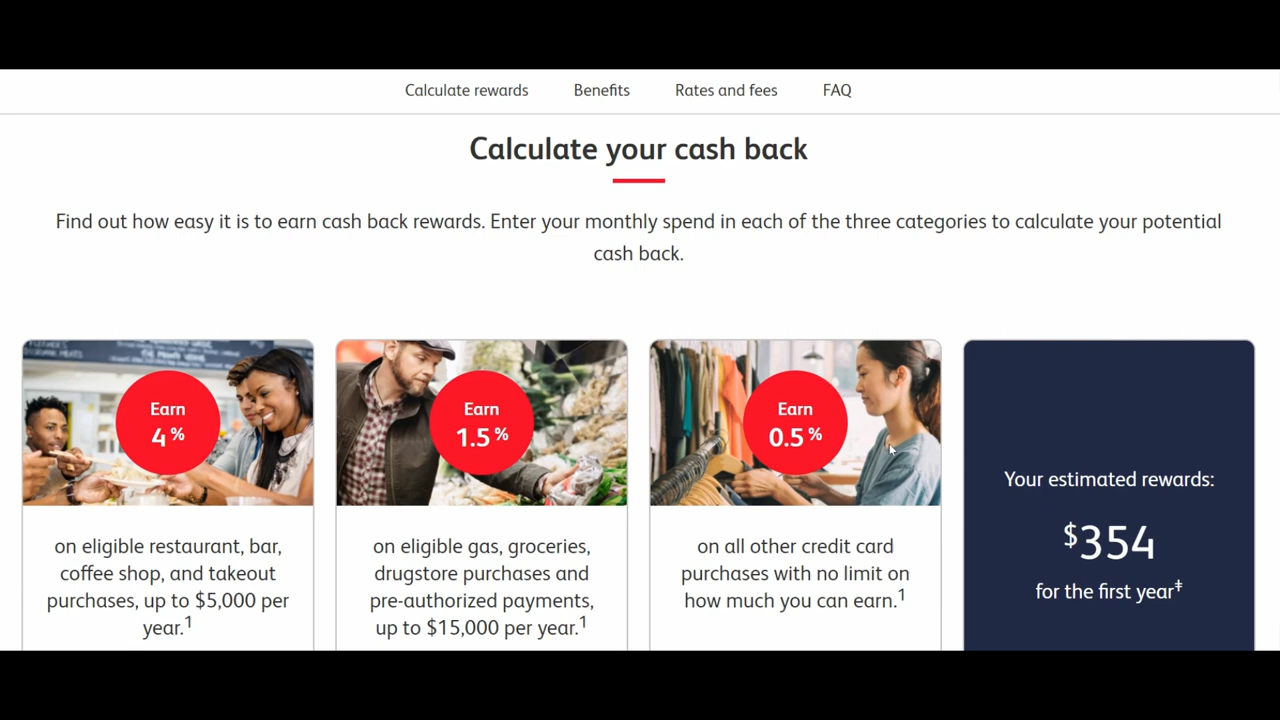 Calculate rewards
Benefits
Rates and fees
FAQ
Calculate your cash back
Find out how easy it is to earn cash back rewards. Enter your monthly spend in each of the three categories to calculate your potential
cash back.
Earn
4%
on eligible restaurant, bar,
coffee shop, and takeout
purchases, up to $5,000 per
year.1
Earn
1.5%
on eligible gas, groceries,
drugstore purchases and
pre-authorized payments,
up to $15,000 per year.1
Earn
0.5%
on all other credit card
purchases with no limit on
how much you can earn.1
Your estimated rewards:
$354
for the first year‡